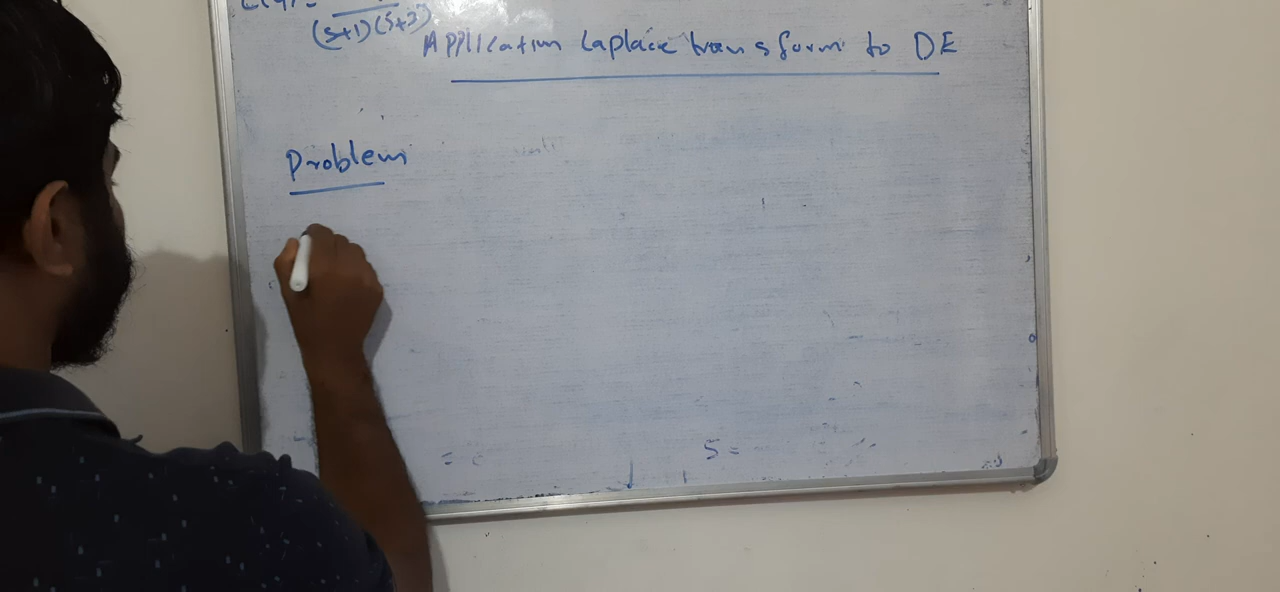 (s+1)(s+3)
Application Laplace transform to DE
Problem
=
S =